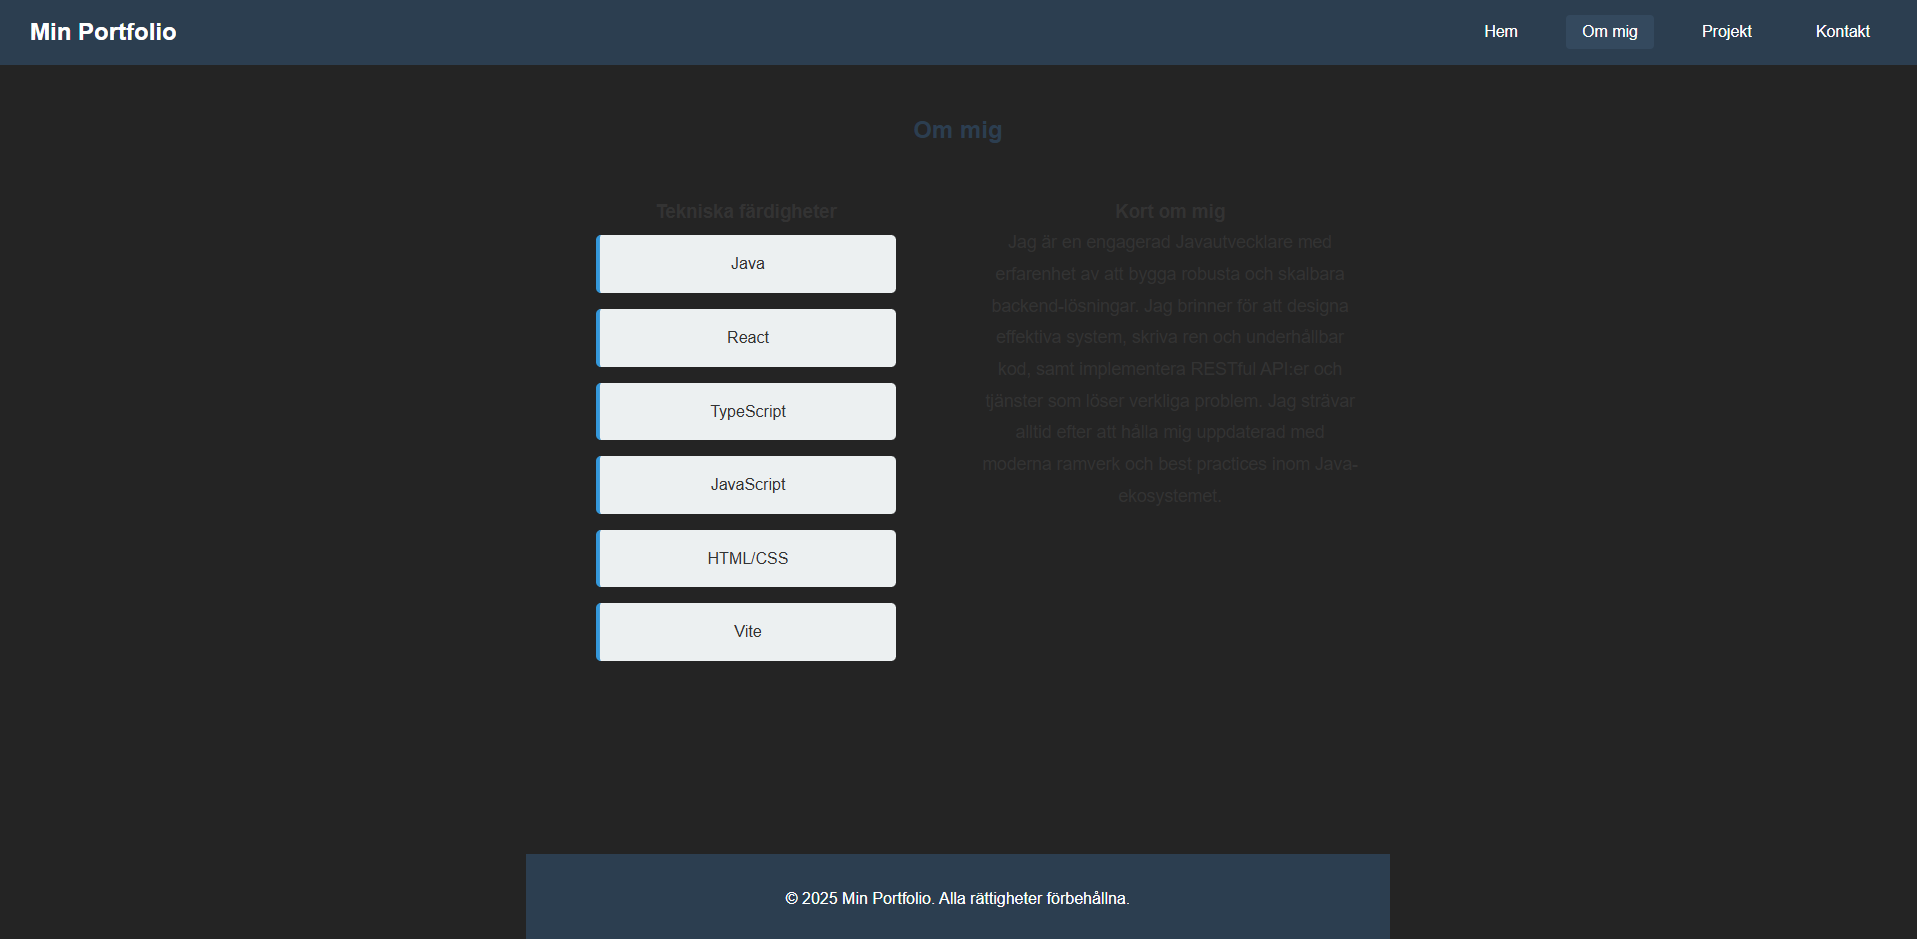 Min Portfolio
Hem
Om mig
Projekt
Kontakt
Om mig
Tekniska färdigheter
Java
React
TypeScript
JavaScript
HTML/CSS
Vite
Kort om mig
Jag är en engagerad Javautvecklare med
erfarenhet av att bygga robusta och skalbara
backend-lösningar. Jag brinner för att designa
effektiva system, skriva ren och underhållbar
kod, samt implementera RESTful API:er och
tjänster som löser verkliga problem. Jag strävar
alltid efter att hålla mig uppdaterad med
moderna ramverk och best practices inom Java-
ekosystemet.
© 2025 Min Portfolio. Alla rättigheter förbehållna.